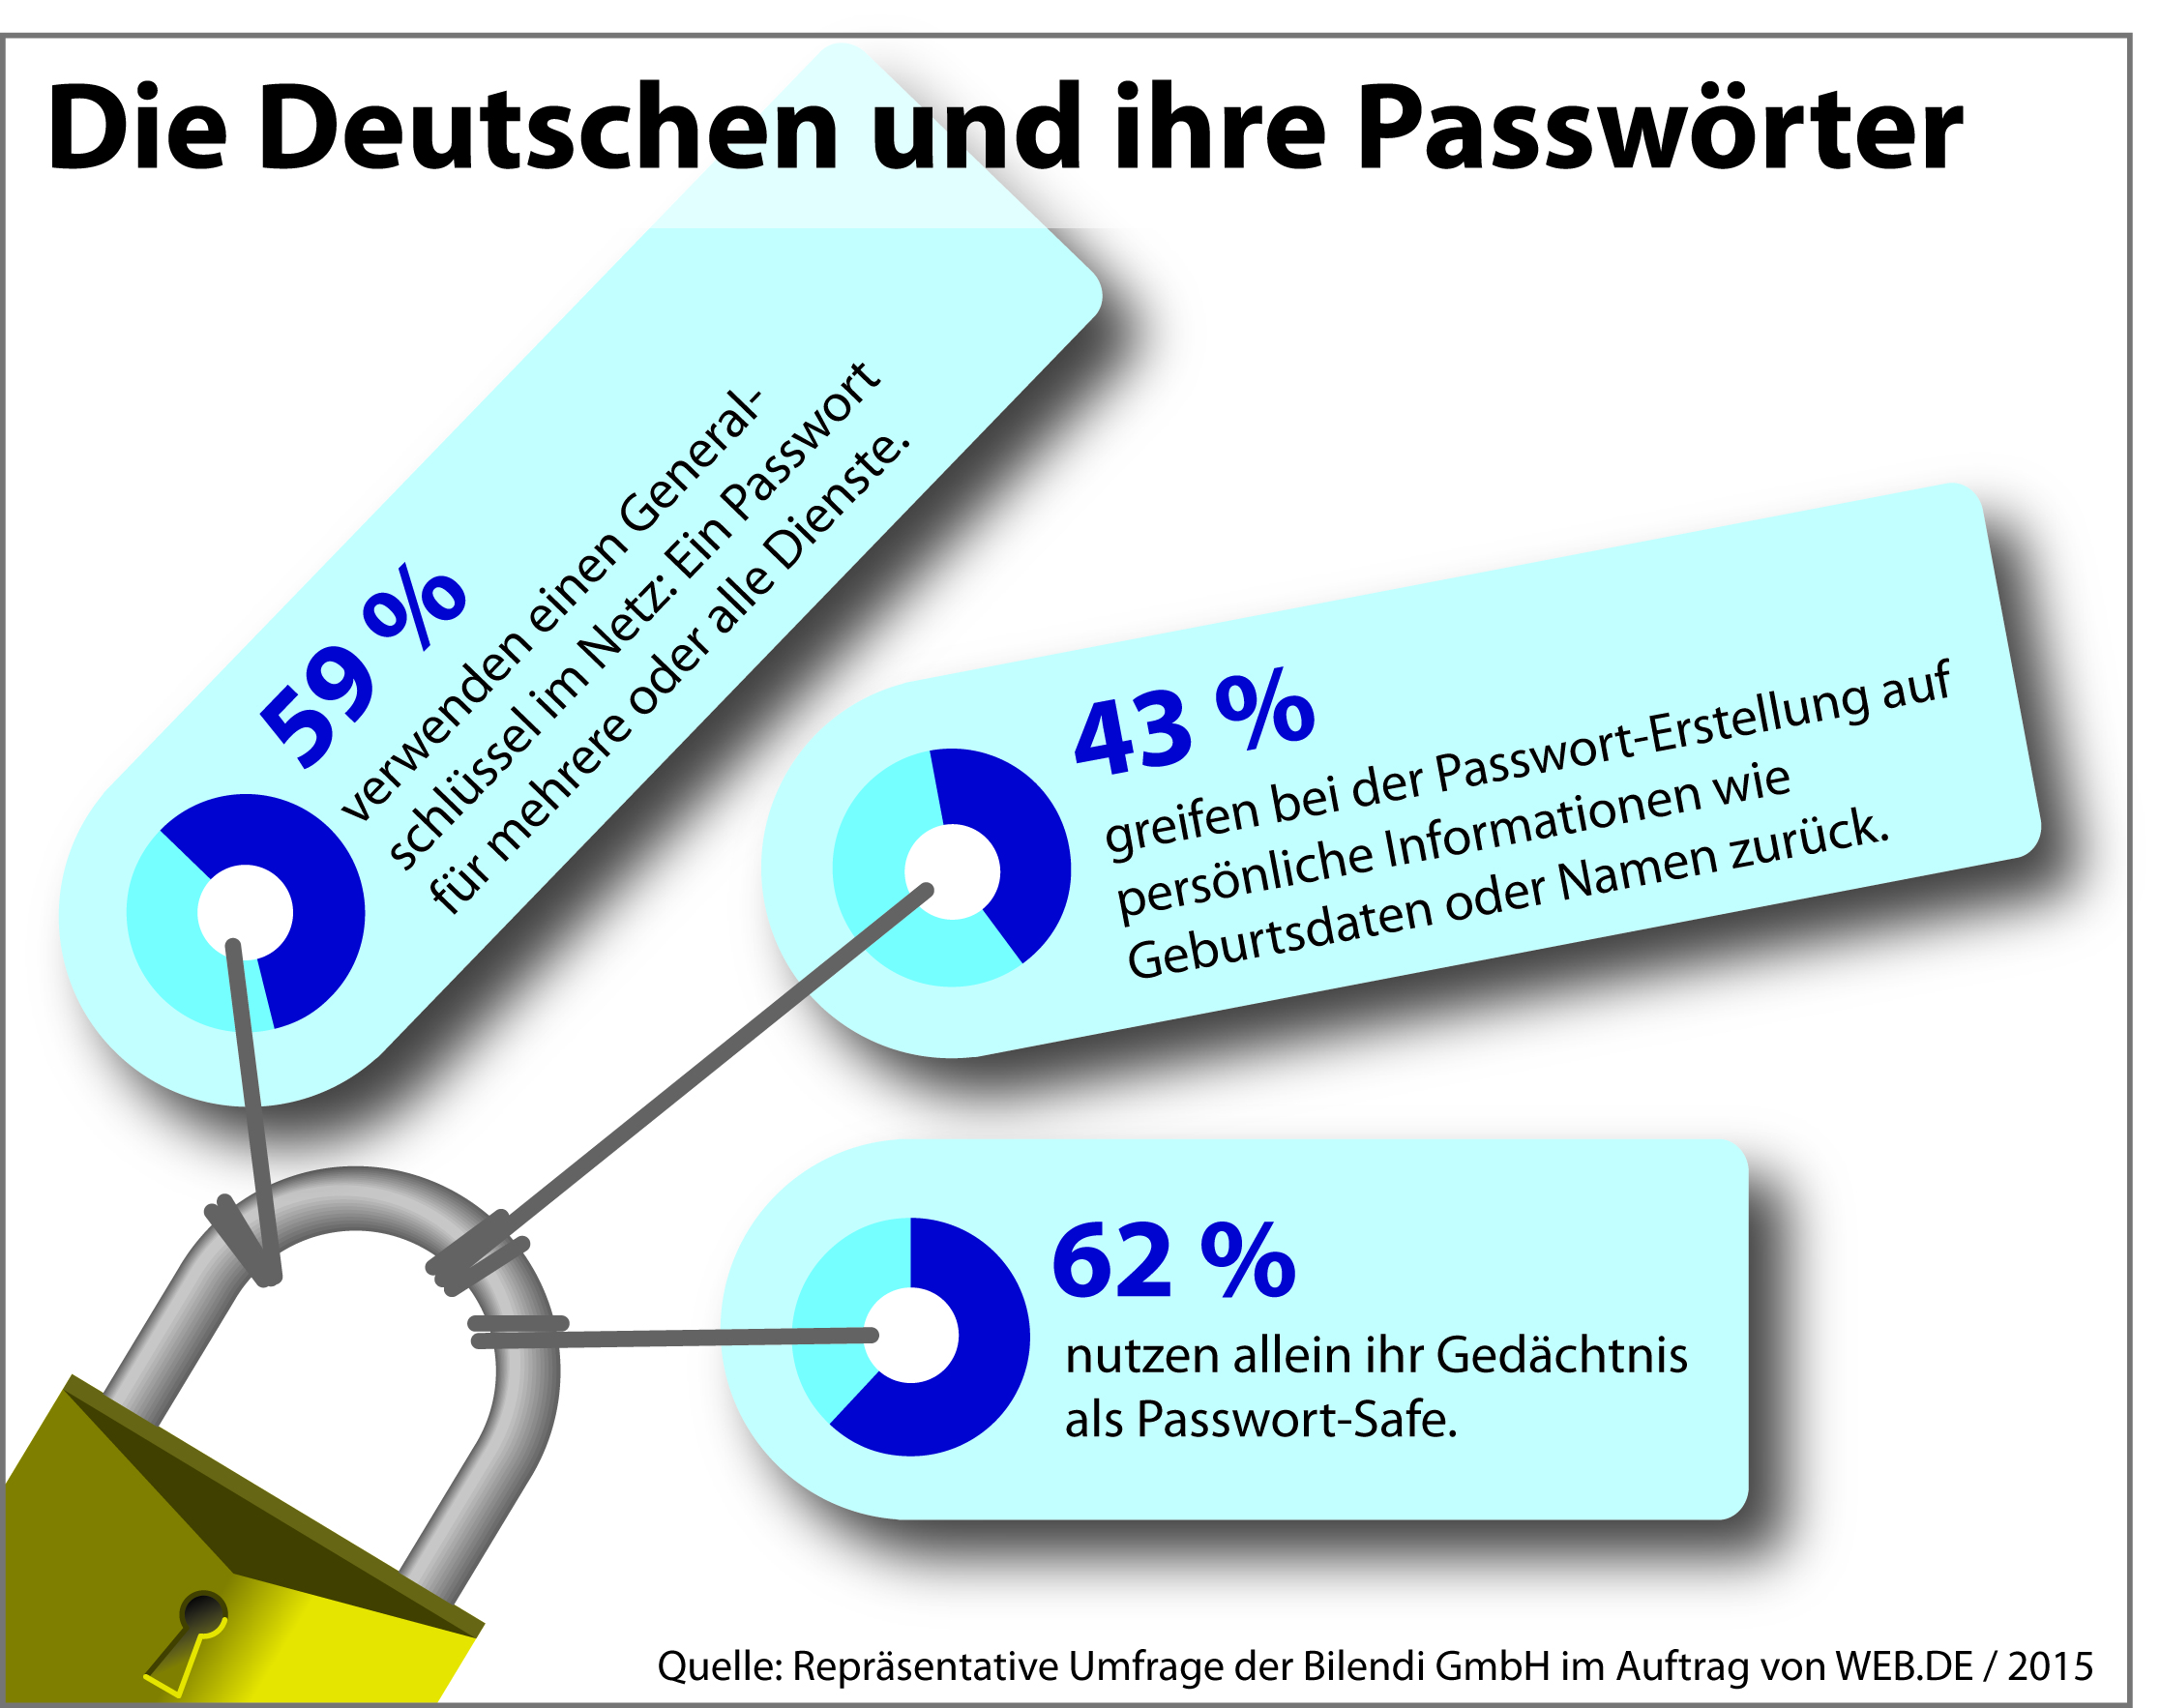 Die Deutschen und ihre Passwörter
59 %
verwenden einen General-
schlüssel im Netz: Ein Passwort
für mehrere oder alle Dienste.
43 %
greifen bei der Passwort-Erstellung auf
persönliche Informationen wie
Geburtsdaten oder Namen zurück.
62 %
nutzen allein ihr Gedächtnis
als Passwort-Safe.
Quelle: Repräsentative Umfrage der Bilendi GmbH im Auftrag von WEB.DE / 2015